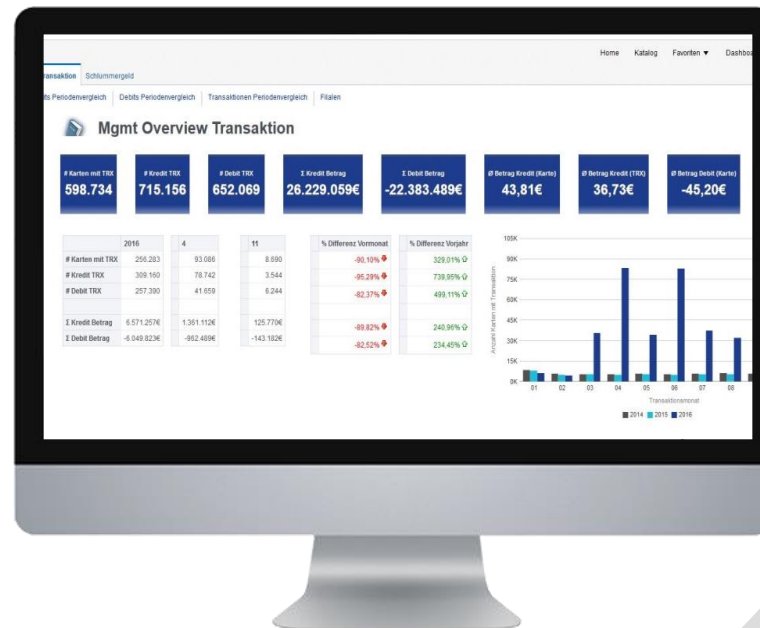 Home Katalog Favoriten ▼ Dashboa
ransaktion Schlummergeld
its Periodenvergleich Debits Periodenvergleich Transaktionen Periodenvergleich Filialen
Mgmt Overview Transaktion
# Karten mit TRX # Kredit TRX # Debit TRX Σ Kredit Betrag Σ Debit Betrag Ø Betrag Kredit (Karte) Ø Betrag Kredit (TRX) Ø Betrag Debit (Karte)
598.734 715.156 652.069 26.229.059€ -22.383.489€ 43,81€ 36,73€ -45,20€
2016 4 11 % Differenz Vormonat % Differenz Vorjahr
# Karten mit TRX 256.283 93.086 8.690 -90,10% 329,01%
# Kredit TRX 309.160 78.742 3.544 -95,29% 739,95%
# Debit TRX 257.390 41.659 6.244 -82,37% 499,11%
Σ Kredit Betrag 6.571.257€ 1.361.112€ 125.770€ -89,82% 240,96%
Σ Debit Betrag -6.049.823€ -962.489€ -143.182€ -82,52% 234,45%
Anzahl Karten mit Transaktion
105K
90K
75K
60K
45K
30K
15K
0K
01 02 03 04 05 06 07 08
Transaktionsmonat
2014 2015 2016